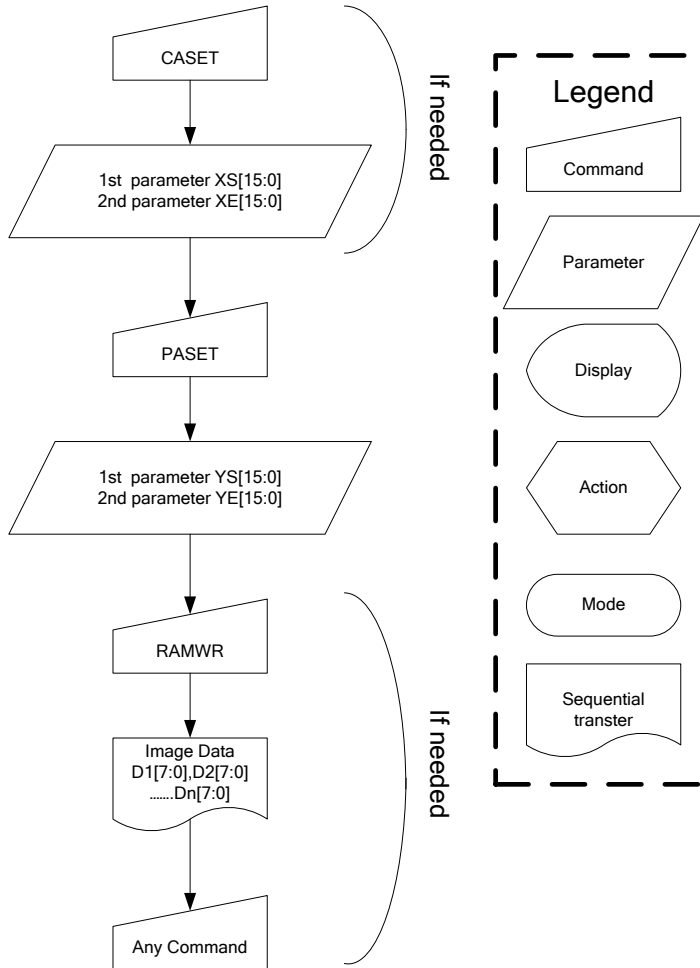 CASET
If needed
1st parameter XS[15:0]
2nd parameter XE[15:0]
PASET
1st parameter YS[15:0]
2nd parameter YE[15:0]
RAMWR
If needed
Image Data
D1[7:0],D2[7:0]
.......Dn[7:0]
Any Command
Legend
Command
Parameter
Display
Action
Mode
Sequential
transter